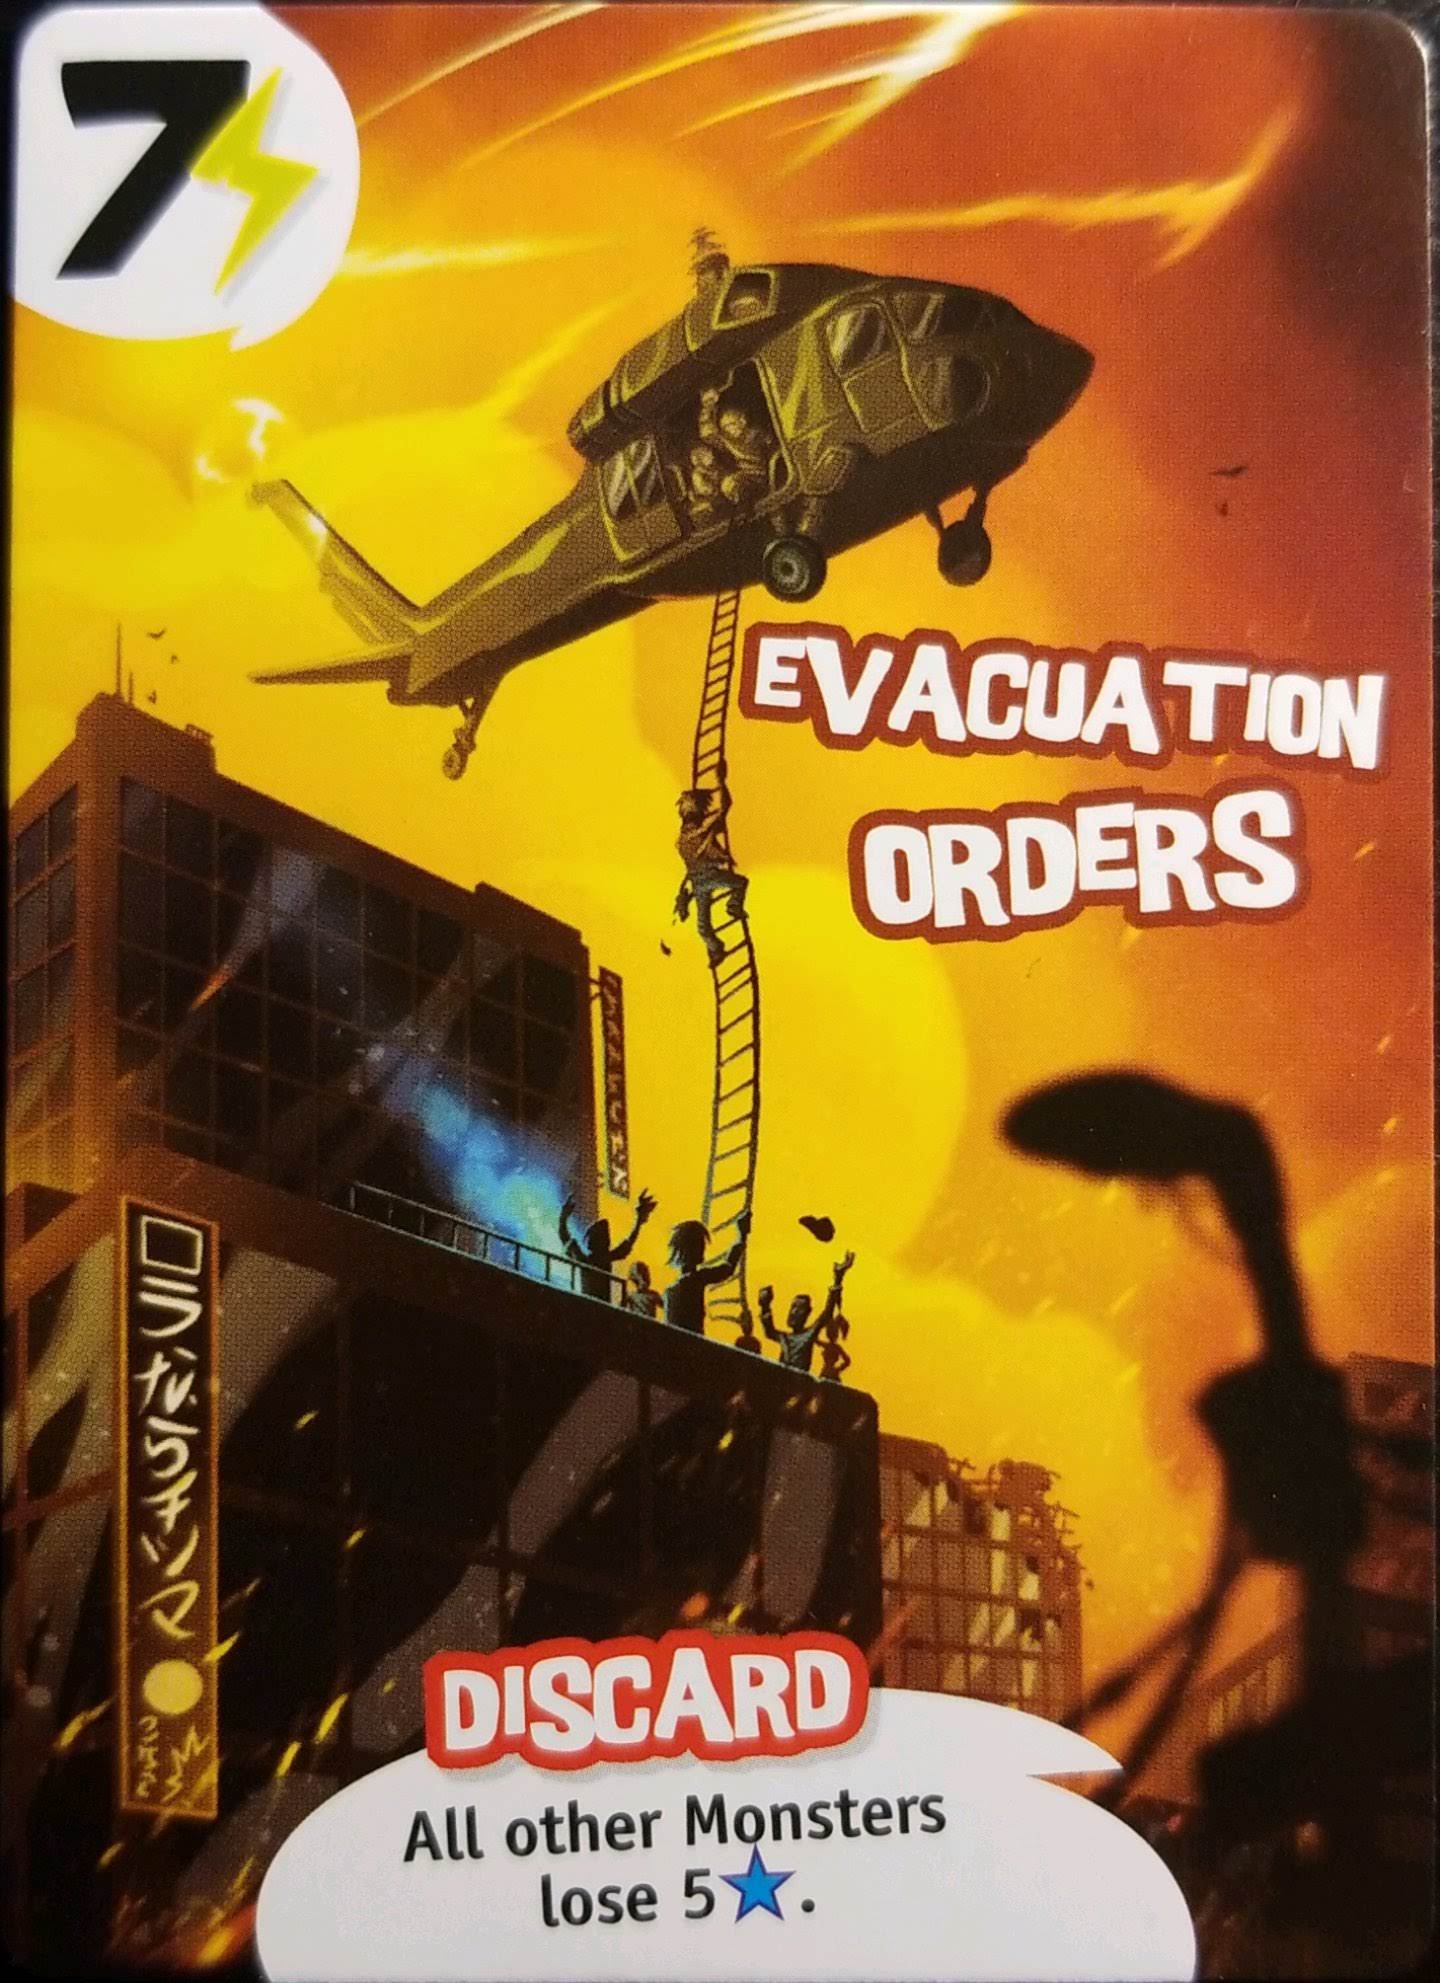 7
EVACUATION
ORDERS
DISCARD
All other Monsters
lose 5★.